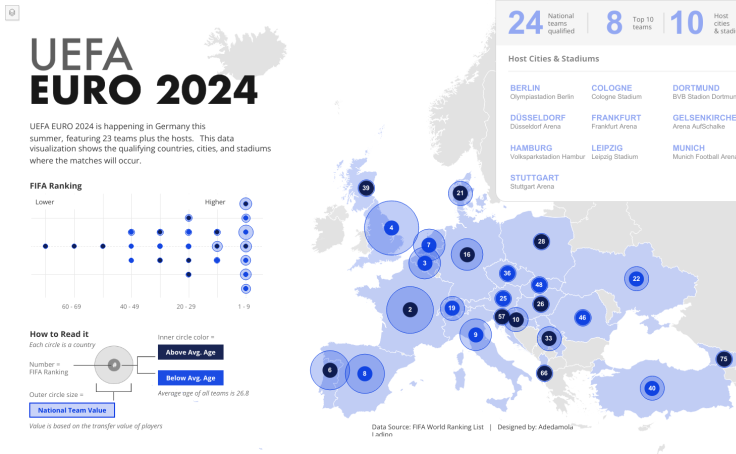 UEFA
EURO 2024
UEFA EURO 2024 is happening in Germany this
summer, featuring 23 teams plus the hosts. This data
visualization shows the qualifying countries, cities, and stadiums
where the matches will occur.
FIFA Ranking
Lower
Higher
60 - 69
40 - 49
20 - 29
1 - 9
How to Read it
Each circle is a country
Number =
FIFA Ranking
#
Outer circle size =
National Team Value
Inner circle color =
Above Avg. Age
Below Avg. Age
Average age of all teams is 26.8
Value is based on the transfer value of players
24 National teams qualified
8 Top 10 teams
10 Host cities & stadi
Host Cities & Stadiums
BERLIN
Olympiastadion Berlin
COLOGNE
Cologne Stadium
DORTMUND
BVB Stadion Dortmun
DÜSSELDORF
Düsseldorf Arena
FRANKFURT
Frankfurt Arena
GELSENKIRCHE
Arena AufSchalke
HAMBURG
Volksparkstadion Hambur
LEIPZIG
Leipzig Stadium
MUNICH
Munich Football Arena
STUTTGART
Stuttgart Arena
39
21
4
7
3
16
28
36
48
22
2
19
25
26
57
10
46
9
33
6
8
66
75
40
Data Source: FIFA World Ranking List | Designed by: Adedamola
Ladipo